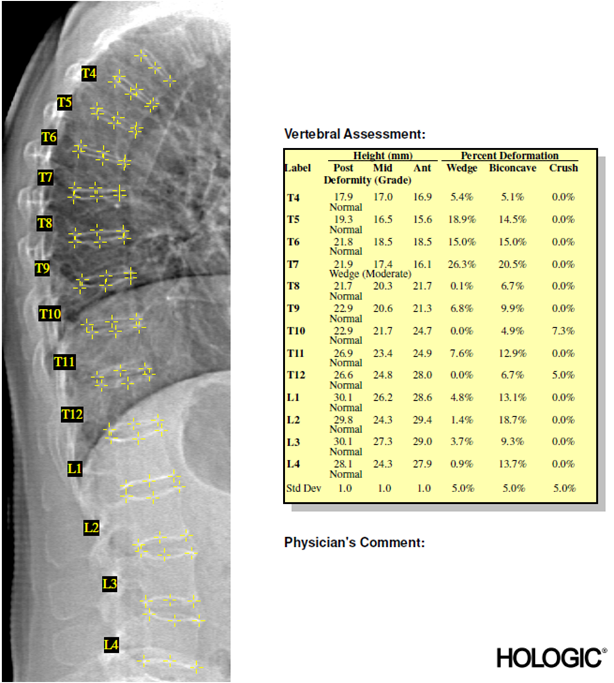 T4
T5
T6
T7
T8
T9
T10
T11
T12
L1
L2
L3
L4
Vertebral Assessment:
Height (mm) Percent Deformation
Label Post Mid Ant Wedge Biconcave Crush
Deformity (Grade)
T4 17.9 17.0 16.9 5.4% 5.1% 0.0%
Normal
T5 19.3 16.5 15.6 18.9% 14.5% 0.0%
Normal
T6 21.8 18.5 18.5 15.0% 15.0% 0.0%
Normal
T7 21.9 17.4 16.1 26.3% 20.5% 0.0%
Wedge (Moderate)
T8 21.7 20.3 21.7 0.1% 6.7% 0.0%
Normal
T9 22.9 20.6 21.3 6.8% 9.9% 0.0%
Normal
T10 22.9 21.7 24.7 0.0% 4.9% 7.3%
Normal
T11 26.9 23.4 24.9 7.6% 12.9% 0.0%
Normal
T12 26.6 24.8 28.0 0.0% 6.7% 5.0%
Normal
L1 30.1 26.2 28.6 4.8% 13.1% 0.0%
Normal
L2 29.8 24.3 29.4 1.4% 18.7% 0.0%
Normal
L3 30.1 27.3 29.0 3.7% 9.3% 0.0%
Normal
L4 28.1 24.3 27.9 0.9% 13.7% 0.0%
Normal
Std Dev 1.0 1.0 1.0 5.0% 5.0% 5.0%
Physician's Comment:
HOLOGIC®